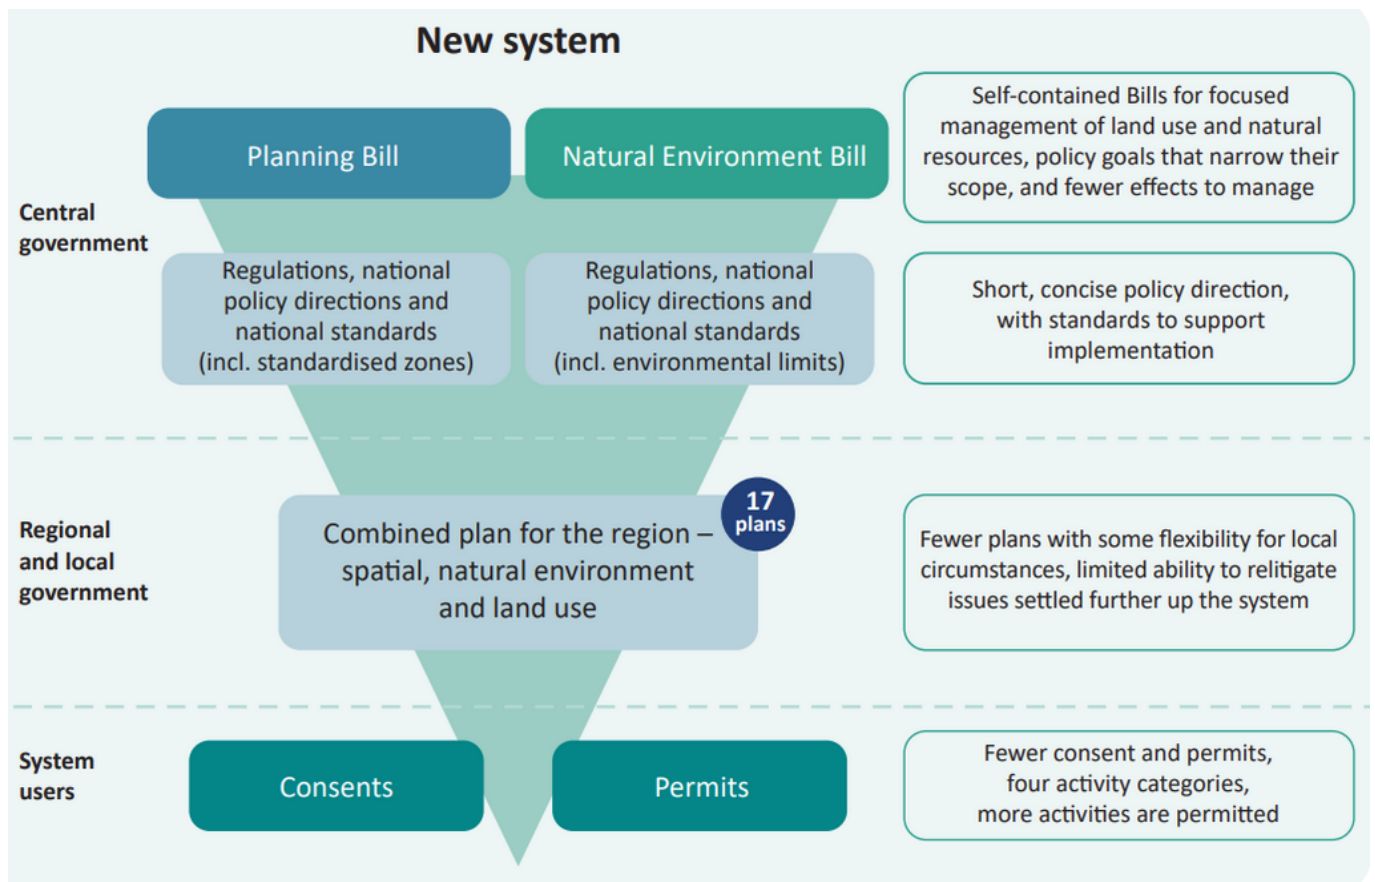 New system
Central
government
Planning Bill
Natural Environment Bill
Self-contained Bills for focused
management of land use and natural
resources, policy goals that narrow their
scope, and fewer effects to manage
Regulations, national
policy directions and
national standards
(incl. standardised zones)
Regulations, national
policy directions and
national standards
(incl. environmental limits)
Short, concise policy direction,
with standards to support
implementation
Regional
and local
government
Combined plan for the region –
spatial, natural environment
and land use
17
plans
Fewer plans with some flexibility for local
circumstances, limited ability to relitigate
issues settled further up the system
System
users
Consents
Permits
Fewer consent and permits,
four activity categories,
more activities are permitted